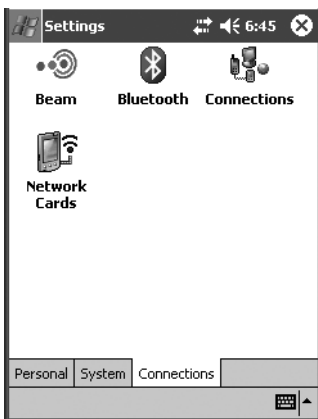 Settings 6:45
Beam Bluetooth Connections
Network
Cards
Personal System Connections